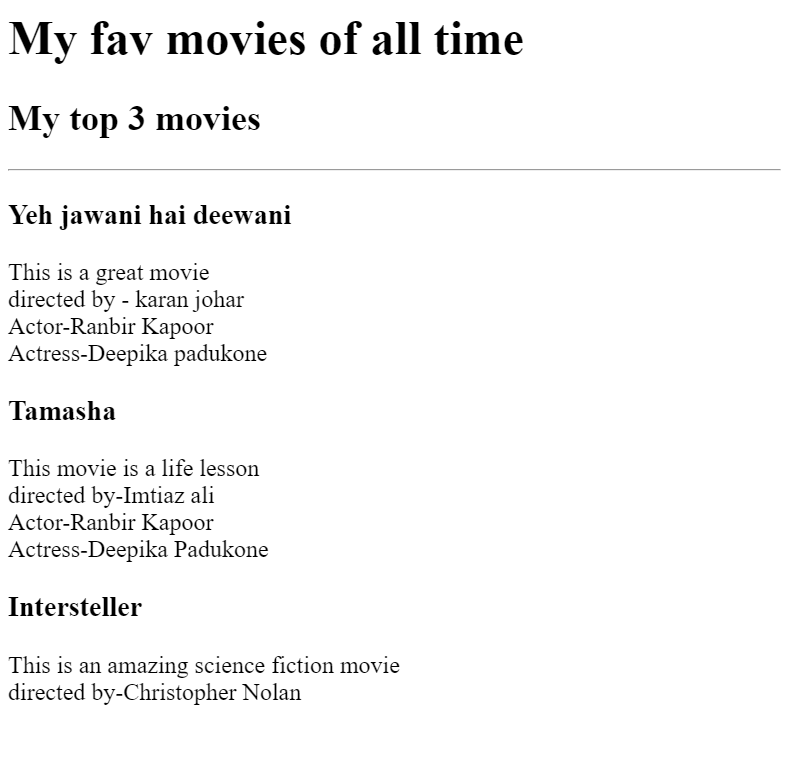 My fav movies of all time
My top 3 movies
Yeh jawani hai deewani
This is a great movie
directed by - karan johar
Actor-Ranbir Kapoor
Actress-Deepika padukone
Tamasha
This movie is a life lesson
directed by-Imtiaz ali
Actor-Ranbir Kapoor
Actress-Deepika Padukone
Intersteller
This is an amazing science fiction movie
directed by-Christopher Nolan